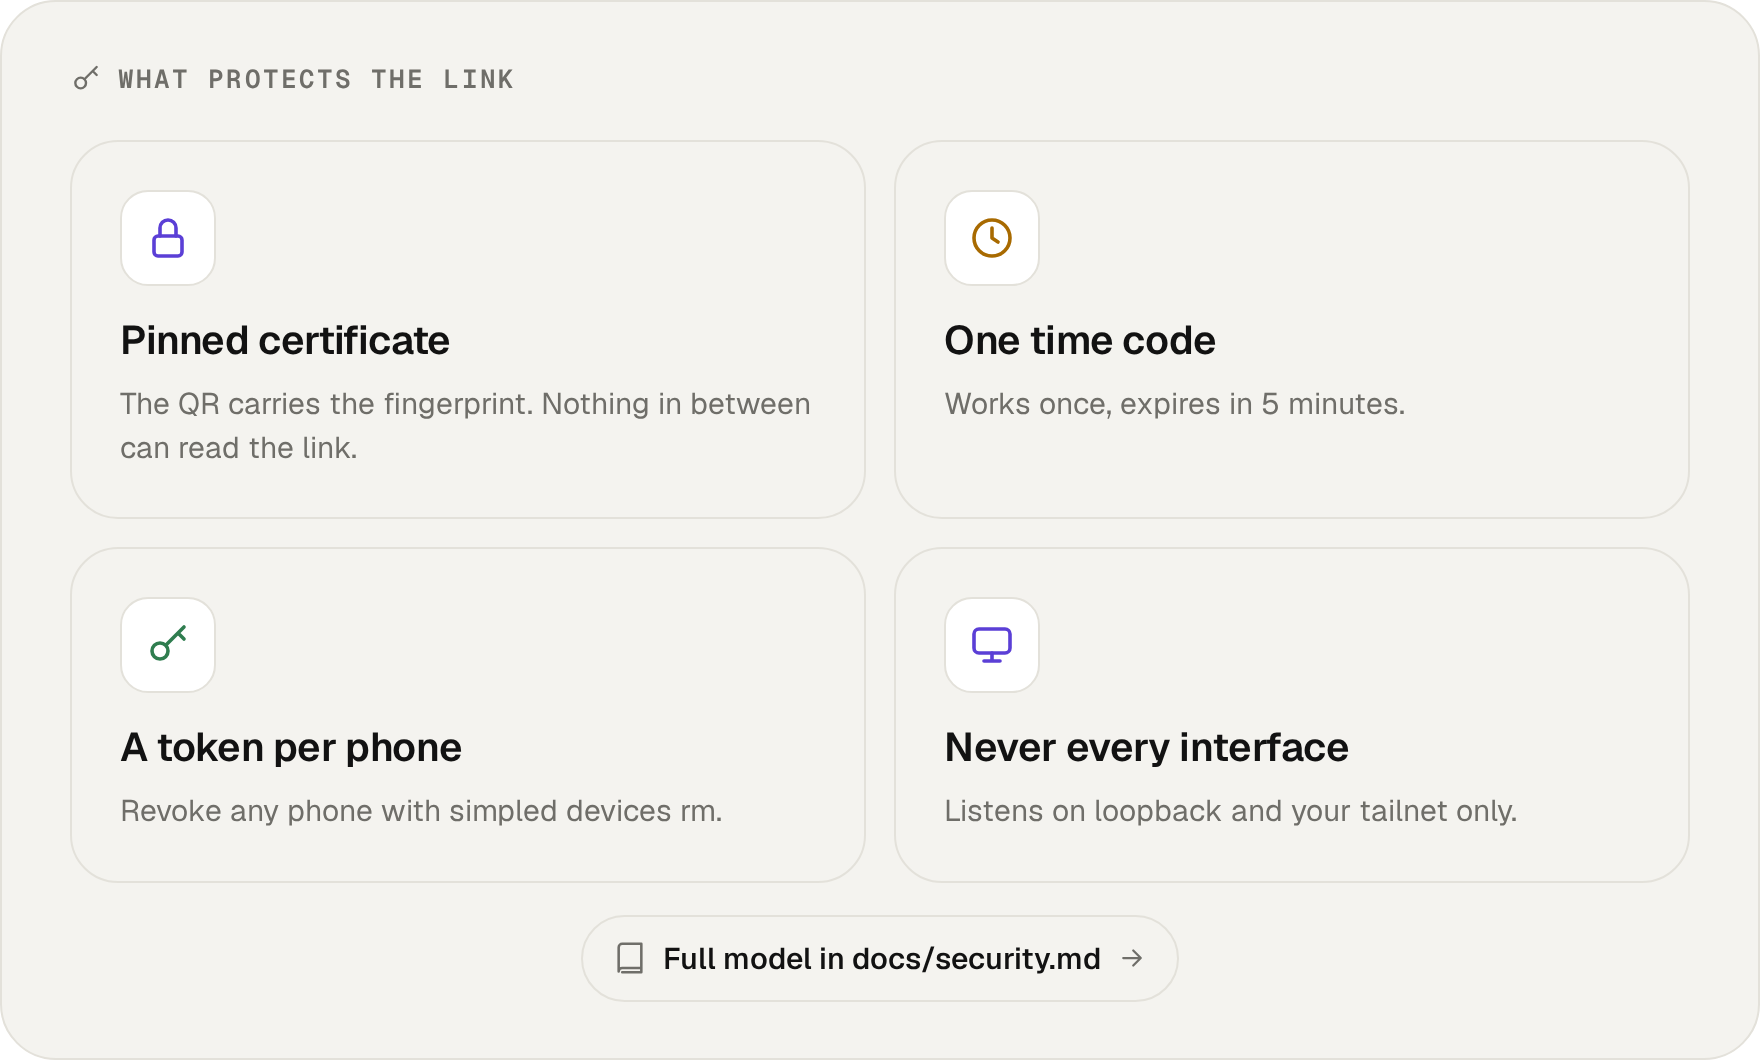 WHAT PROTECTS THE LINK
Pinned certificate
The QR carries the fingerprint. Nothing in between
can read the link.
One time code
Works once, expires in 5 minutes.
A token per phone
Revoke any phone with simpled devices rm.
Never every interface
Listens on loopback and your tailnet only.
Full model in docs/security.md